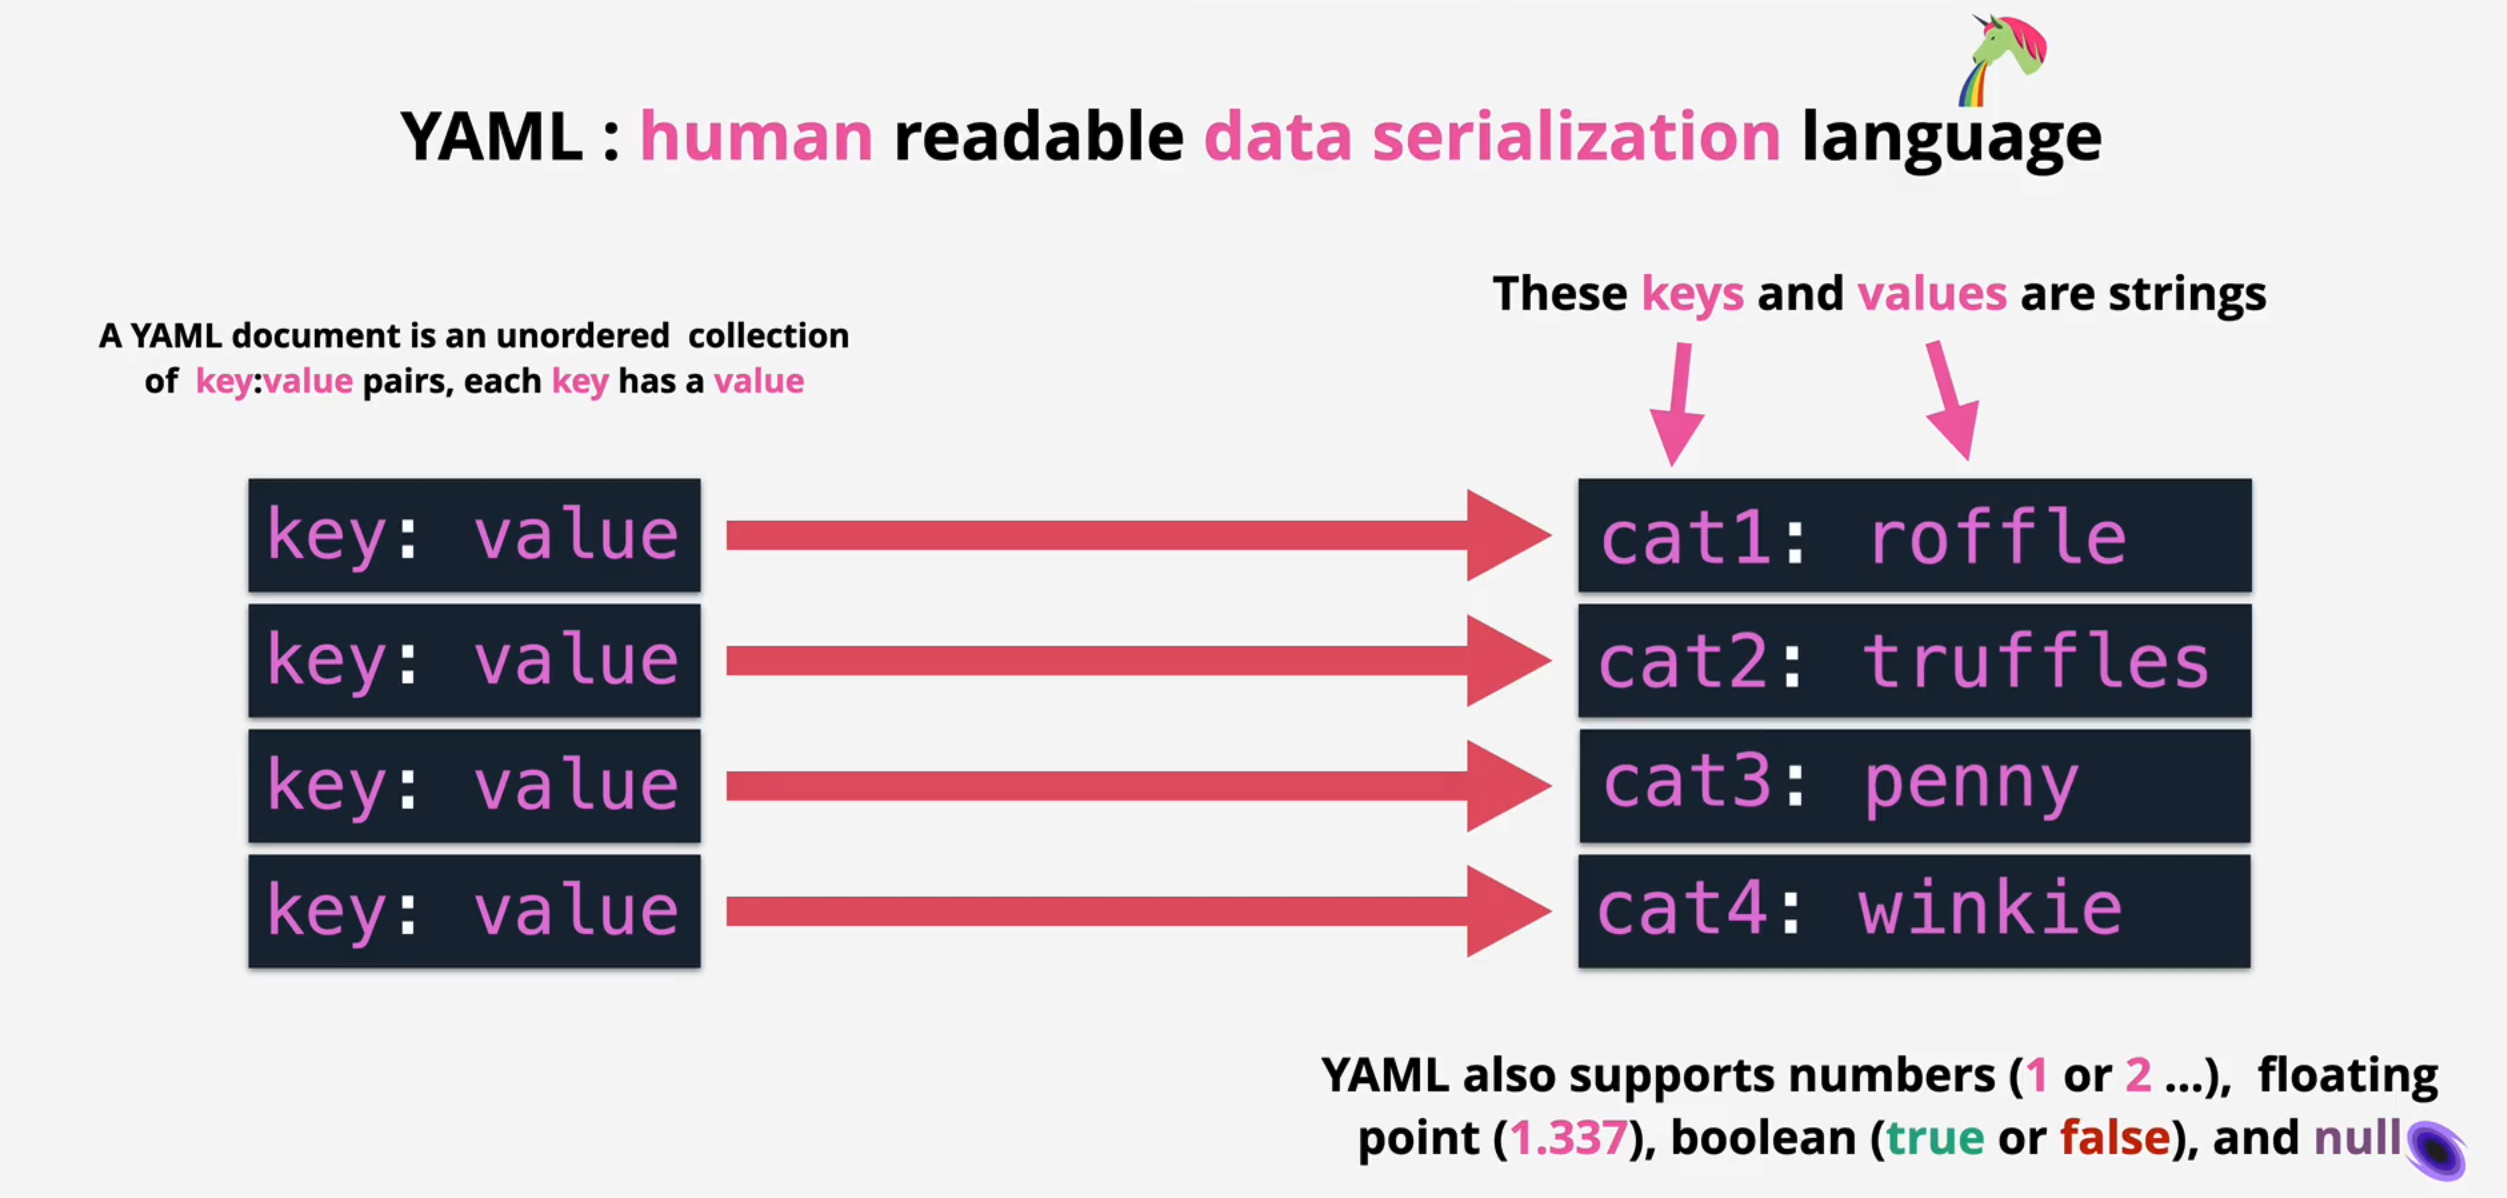 YAML : human readable data serialization language
A YAML document is an unordered collection
of key:value pairs, each key has a value
These keys and values are strings
key: value
key: value
key: value
key: value
cat1: roffle
cat2: truffles
cat3: penny
cat4: winkie
YAML also supports numbers (1 or 2 ...), floating
point (1.337), boolean (true or false), and null